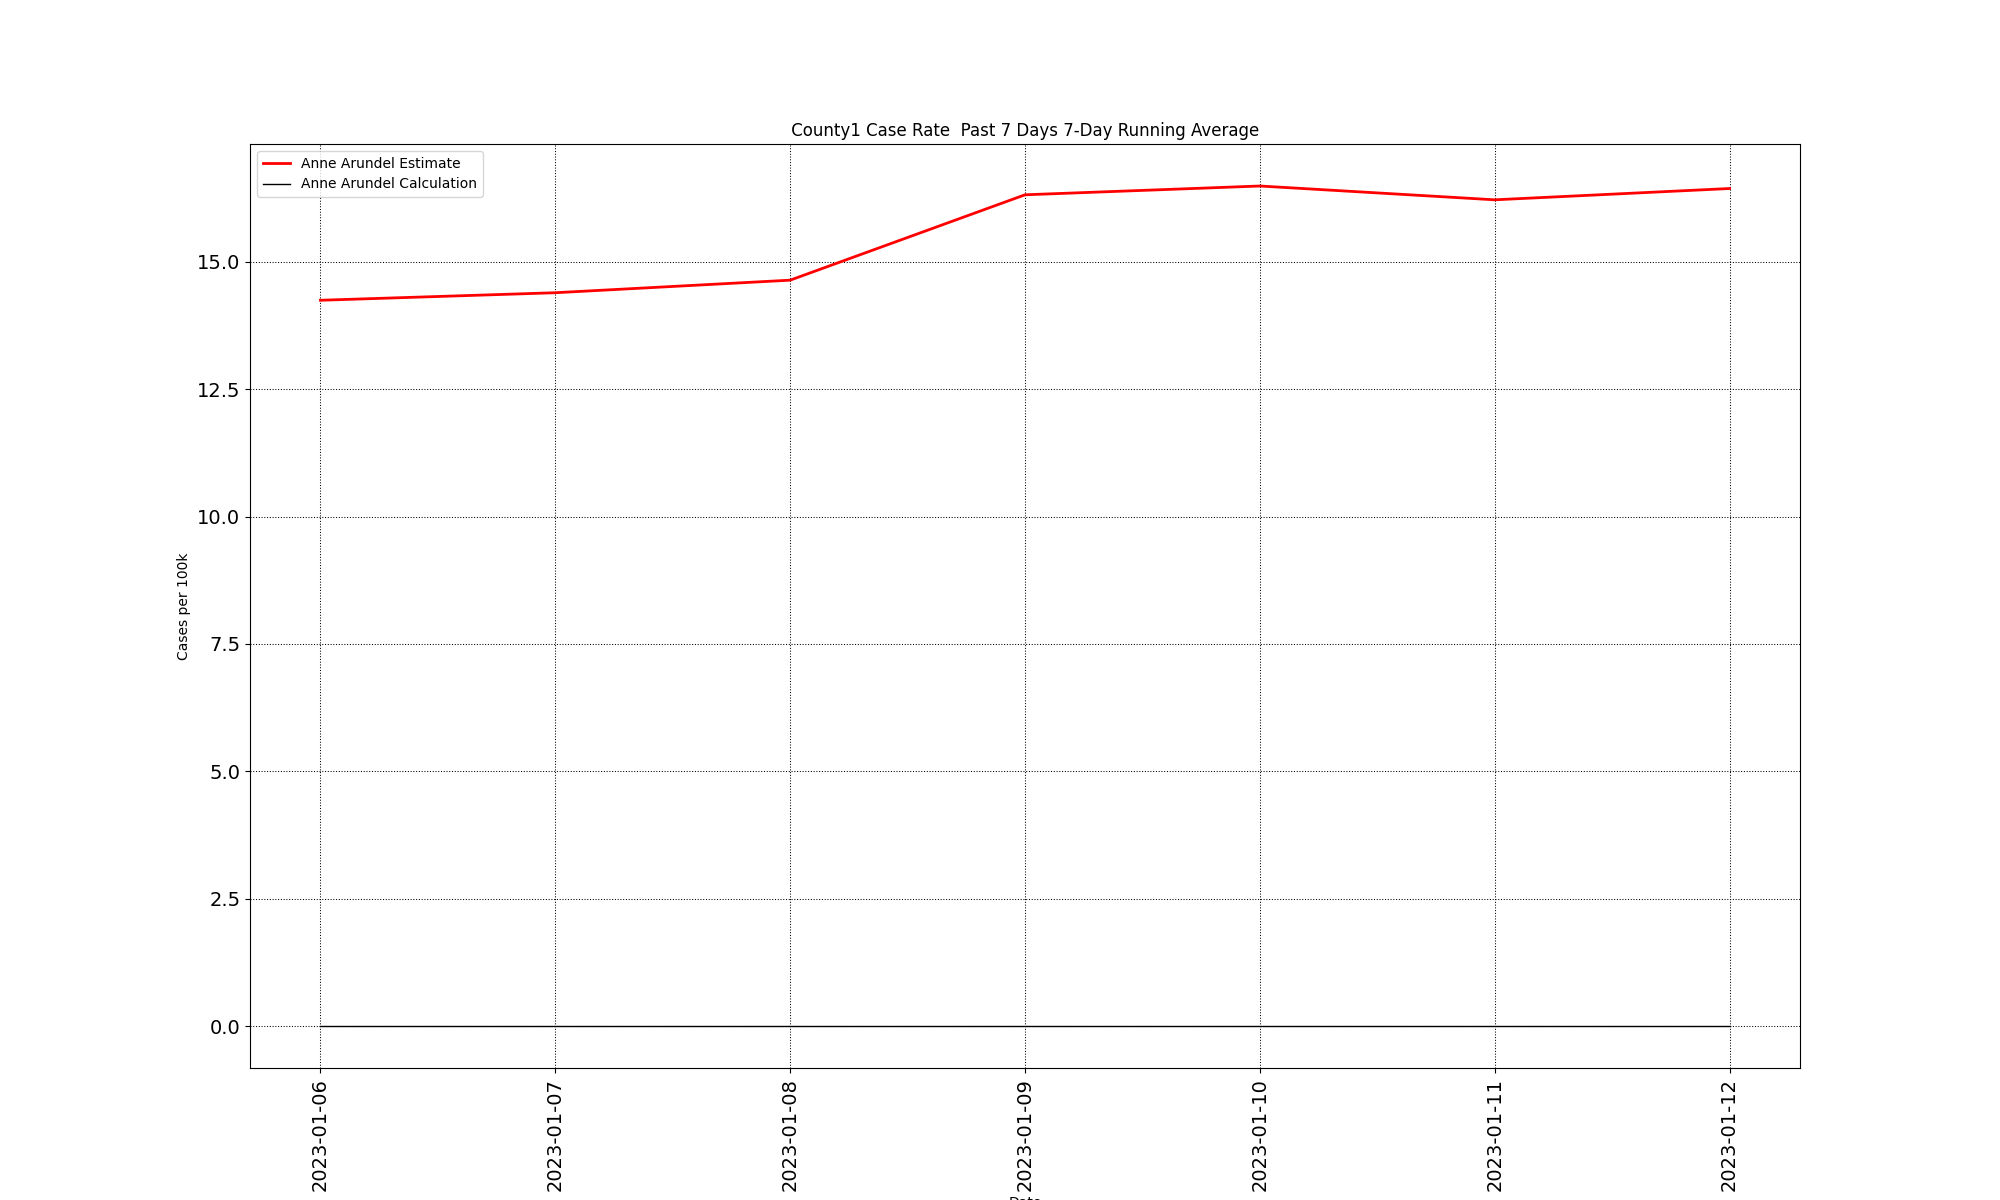 County1 Case Rate  Past 7 Days 7-Day Running Average
Anne Arundel Estimate
Anne Arundel Calculation
15.0
12.5
10.0
7.5
5.0
2.5
0.0
Cases per 100k
2023-01-06
2023-01-07
2023-01-08
2023-01-09
2023-01-10
2023-01-11
2023-01-12
Date